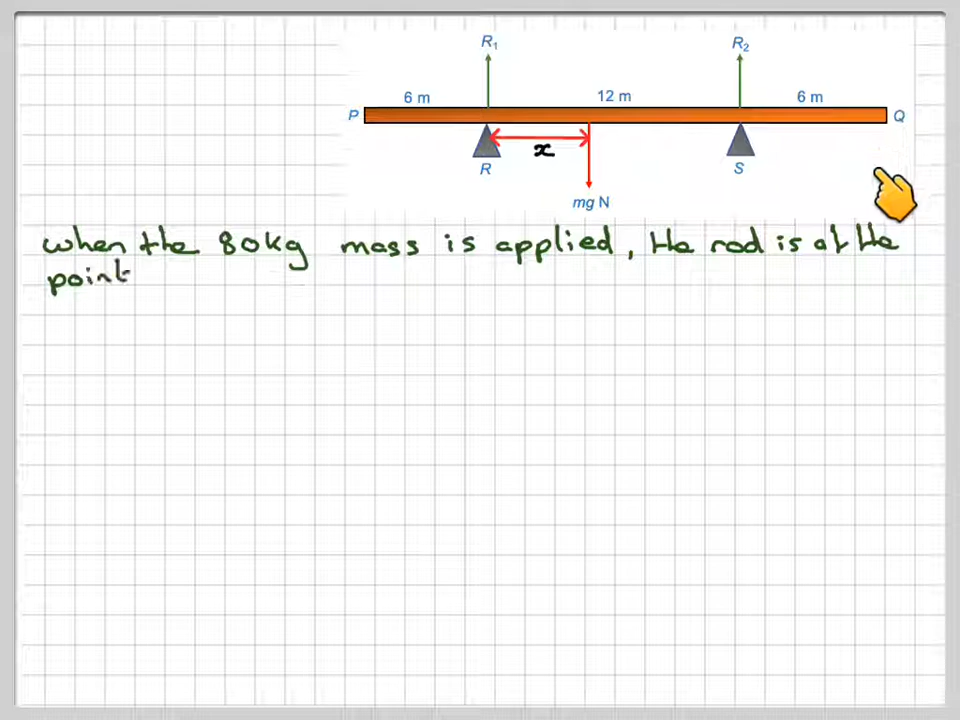 R₁ R₂
6 m 12 m 6 m
P Q
x
R S
mg N
when the 80kg mass is applied, the rod is at the
point